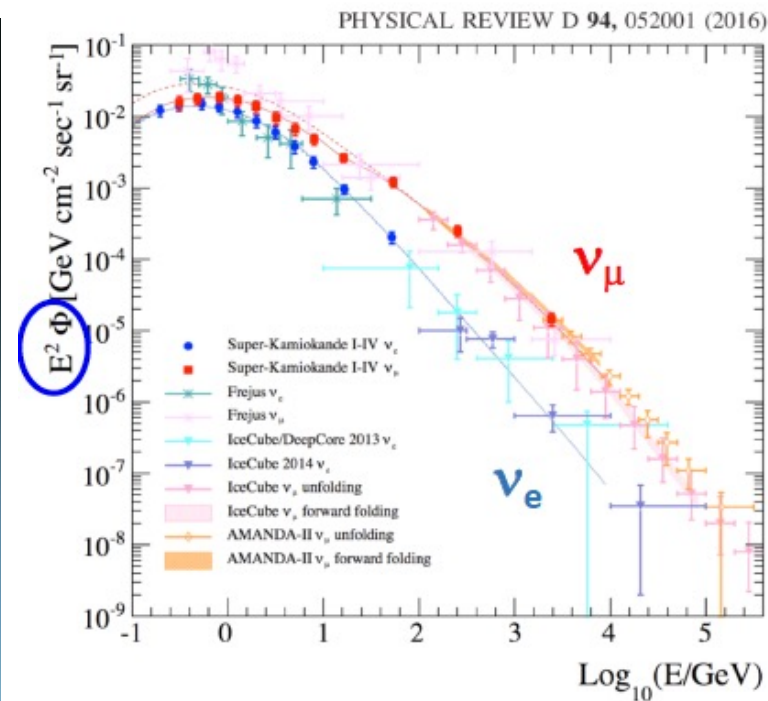 PHYSICAL REVIEW D 94, 052001 (2016)
E² Φ [GeV cm⁻² sec⁻¹ sr⁻¹]
10⁻¹
10⁻²
10⁻³
10⁻⁴
10⁻⁵
10⁻⁶
10⁻⁷
10⁻⁸
10⁻⁹
νμ
νe
Super-Kamiokande I-IV νe
Super-Kamiokande I-IV νμ
Frejus νe
Frejus νμ
IceCube/DeepCore 2013 νe
IceCube 2014 νe
IceCube νμ unfolding
IceCube νμ forward folding
AMANDA-II νμ unfolding
AMANDA-II νμ forward folding
-1 0 1 2 3 4 5
Log₁₀(E/GeV)